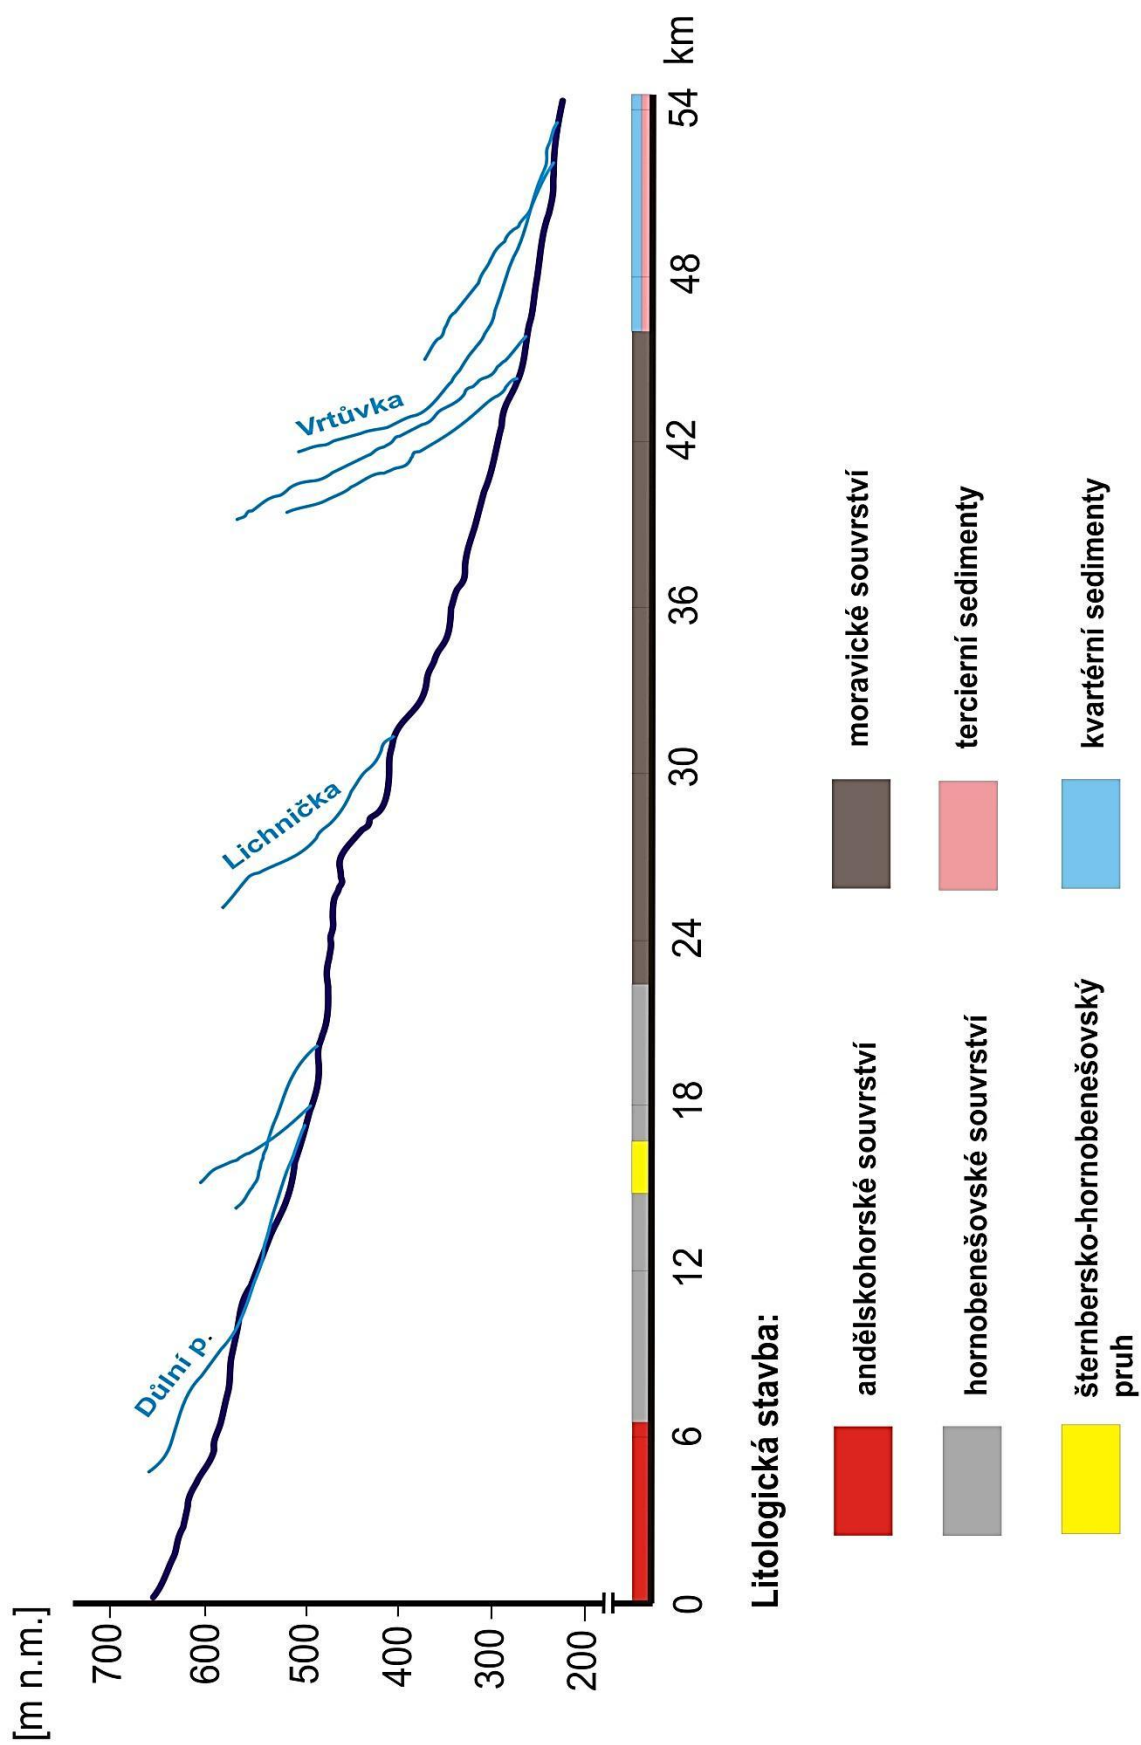 [m n.m.]
700
600
500
400
300
200
Důlní p.
Lichnička
Vrtůvka
0
6
12
18
24
30
36
42
48
54
km
Litologická stavba:
andělskohorské souvrství
moravické souvrství
hornobenešovské souvrství
tercierní sedimenty
šternbersko-hornobenešovský
pruh
kvartérní sedimenty